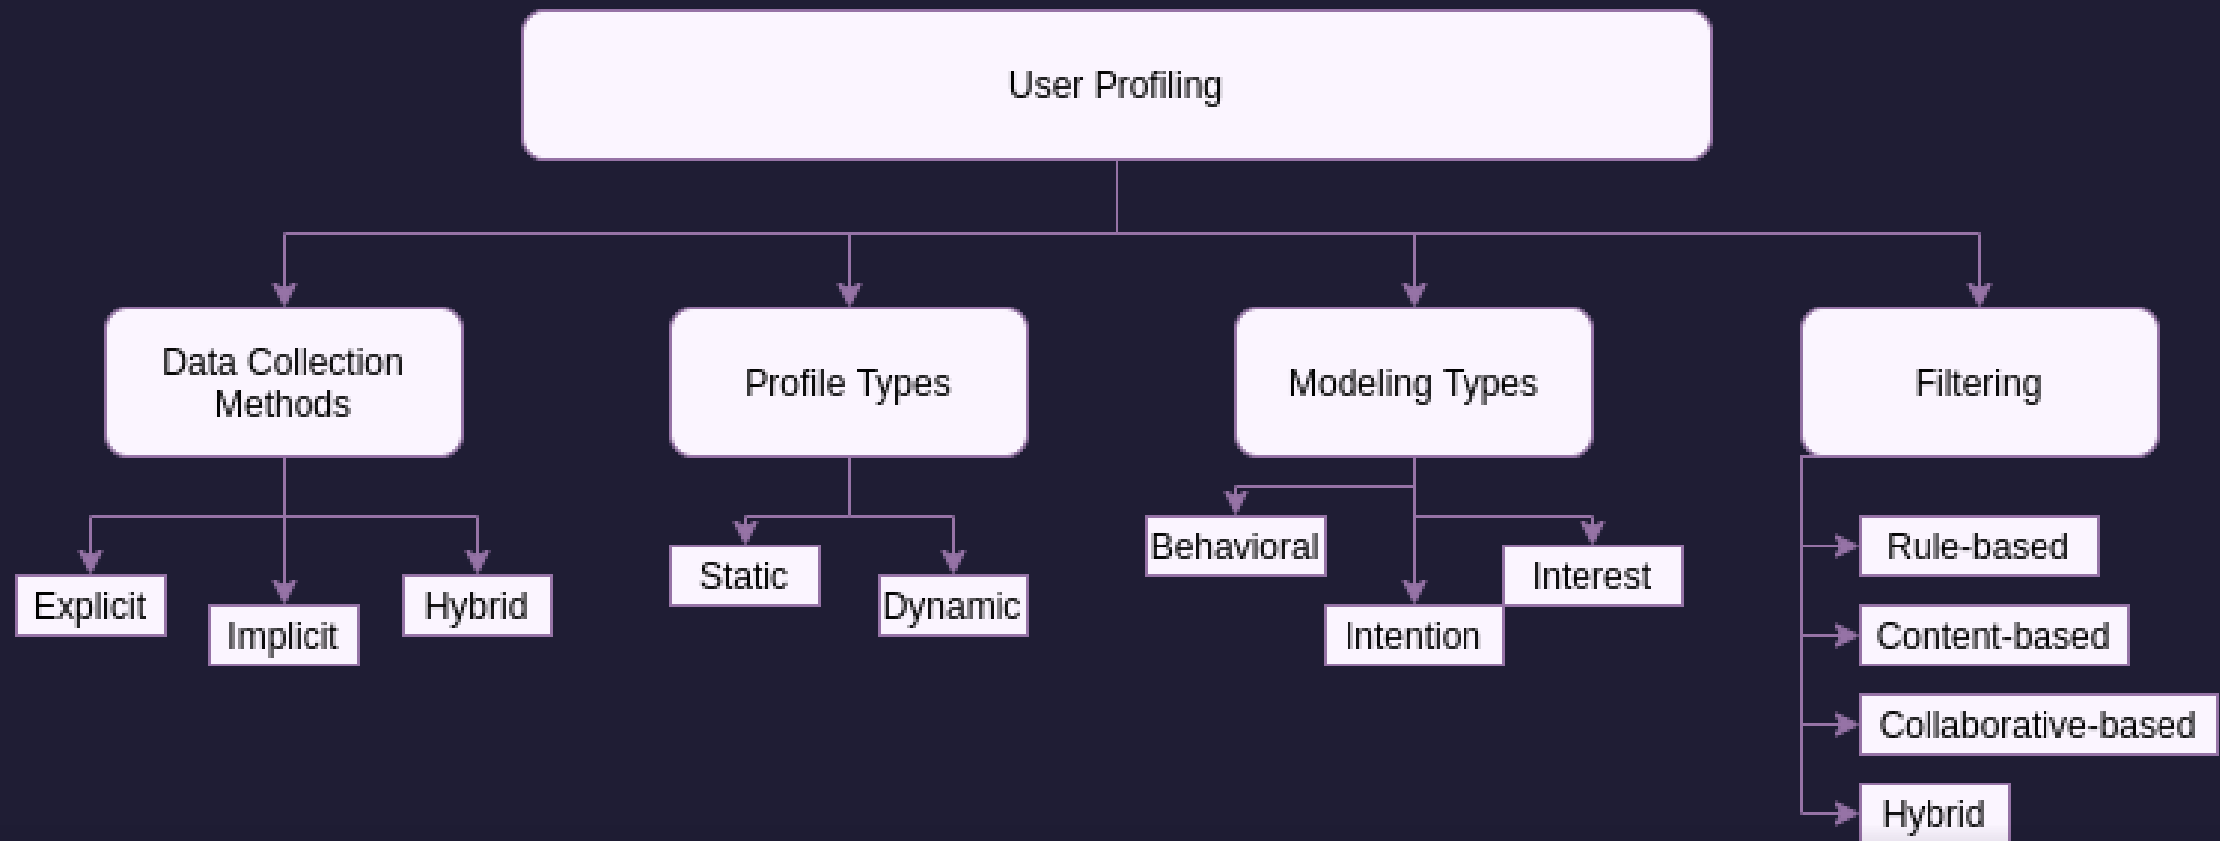 User Profiling
Data Collection
Methods
Profile Types
Modeling Types
Filtering
Explicit
Implicit
Hybrid
Static
Dynamic
Behavioral
Intention
Interest
Rule-based
Content-based
Collaborative-based
Hybrid